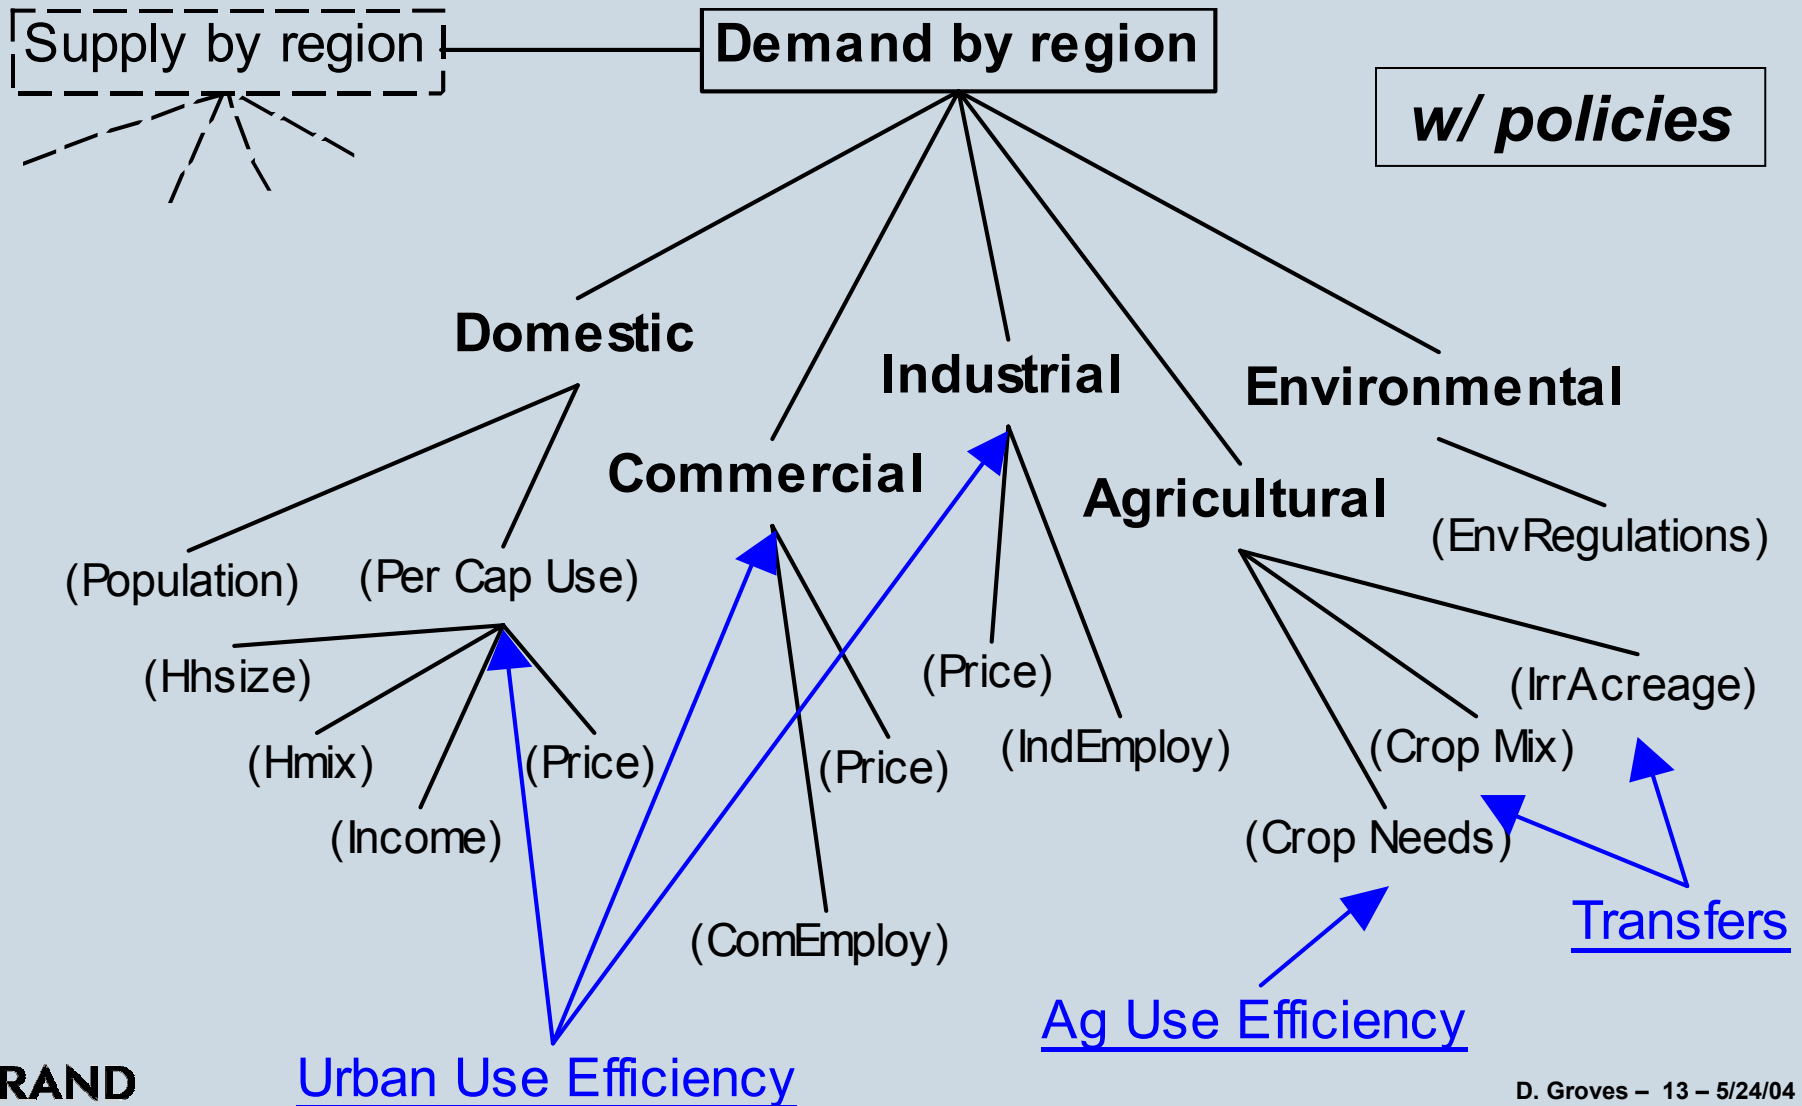 Supply by region
Demand by region
w/ policies
Domestic
Industrial
Environmental
Commercial
Agricultural
(EnvRegulations)
(Population)
(Per Cap Use)
(Hhsize)
(Price)
(IrrAcreage)
(Hmix)
(Price)
(Price)
(IndEmploy)
(Crop Mix)
(Income)
(Crop Needs)
(ComEmploy)
Transfers
Ag Use Efficiency
Urban Use Efficiency
RAND
D. Groves – 13 – 5/24/04